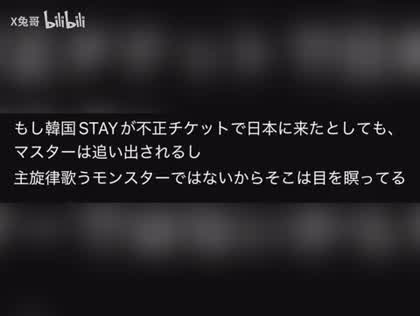 X兔哥 bilibili
もし韓国STAYが不正チケットで日本に来たとしても、
マスターは追い出されるし
主旋律歌うモンスターではないからそこは目を瞑ってる